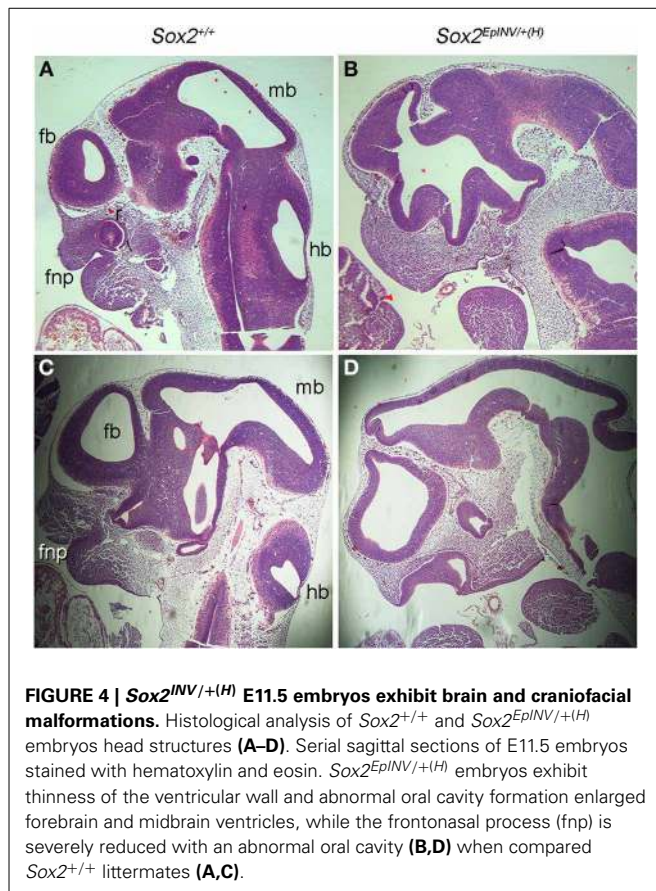 Sox2+/+
Sox2EpINV/+(H)
A
B
mb
fb
r
fnp
hb
C
D
mb
fb
fnp
hb
FIGURE 4 | Sox2INV/+(H) E11.5 embryos exhibit brain and craniofacial
malformations. Histological analysis of Sox2+/+ and Sox2EpINV/+(H)
embryos head structures (A–D). Serial sagittal sections of E11.5 embryos
stained with hematoxylin and eosin. Sox2EpINV/+(H) embryos exhibit
thinness of the ventricular wall and abnormal oral cavity formation enlarged
forebrain and midbrain ventricles, while the frontonasal process (fnp) is
severely reduced with an abnormal oral cavity (B,D) when compared
Sox2+/+ littermates (A,C).